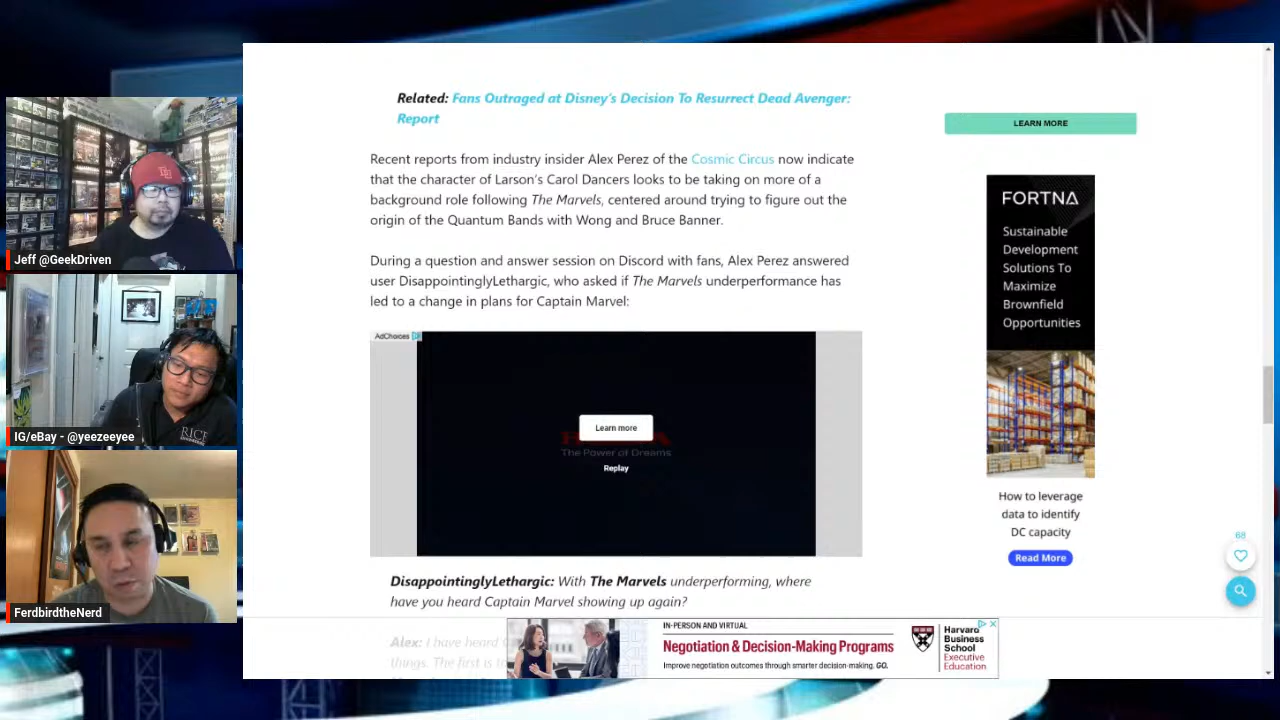 Related: Fans Outraged at Disney's Decision To Resurrect Dead Avenger:
Report
LEARN MORE
Recent reports from industry insider Alex Perez of the Cosmic Circus now indicate
that the character of Larson's Carol Dancers looks to be taking on more of a
background role following The Marvels, centered around trying to figure out the
origin of the Quantum Bands with Wong and Bruce Banner.
During a question and answer session on Discord with fans, Alex Perez answered
user DisappointinglyLethargic, who asked if The Marvels underperformance has
led to a change in plans for Captain Marvel:
AdChoices
Learn more
The Power of Dreams
Replay
DisappointinglyLethargic: With The Marvels underperforming, where
have you heard Captain Marvel showing up again?
Alex: I have heard
things. The first is
FORTNA
Sustainable
Development
Solutions To
Maximize
Brownfield
Opportunities
How to leverage
data to identify
DC capacity
Read More
68
IN-PERSON AND VIRTUAL
Negotiation & Decision-Making Programs
Improve negotiation outcomes through smarter decision-making. GO.
Harvard
Business
School
Executive
Education
Jeff @GeekDriven
RICE
IG/eBay - @yeezeeyee
FerdbirdtheNerd